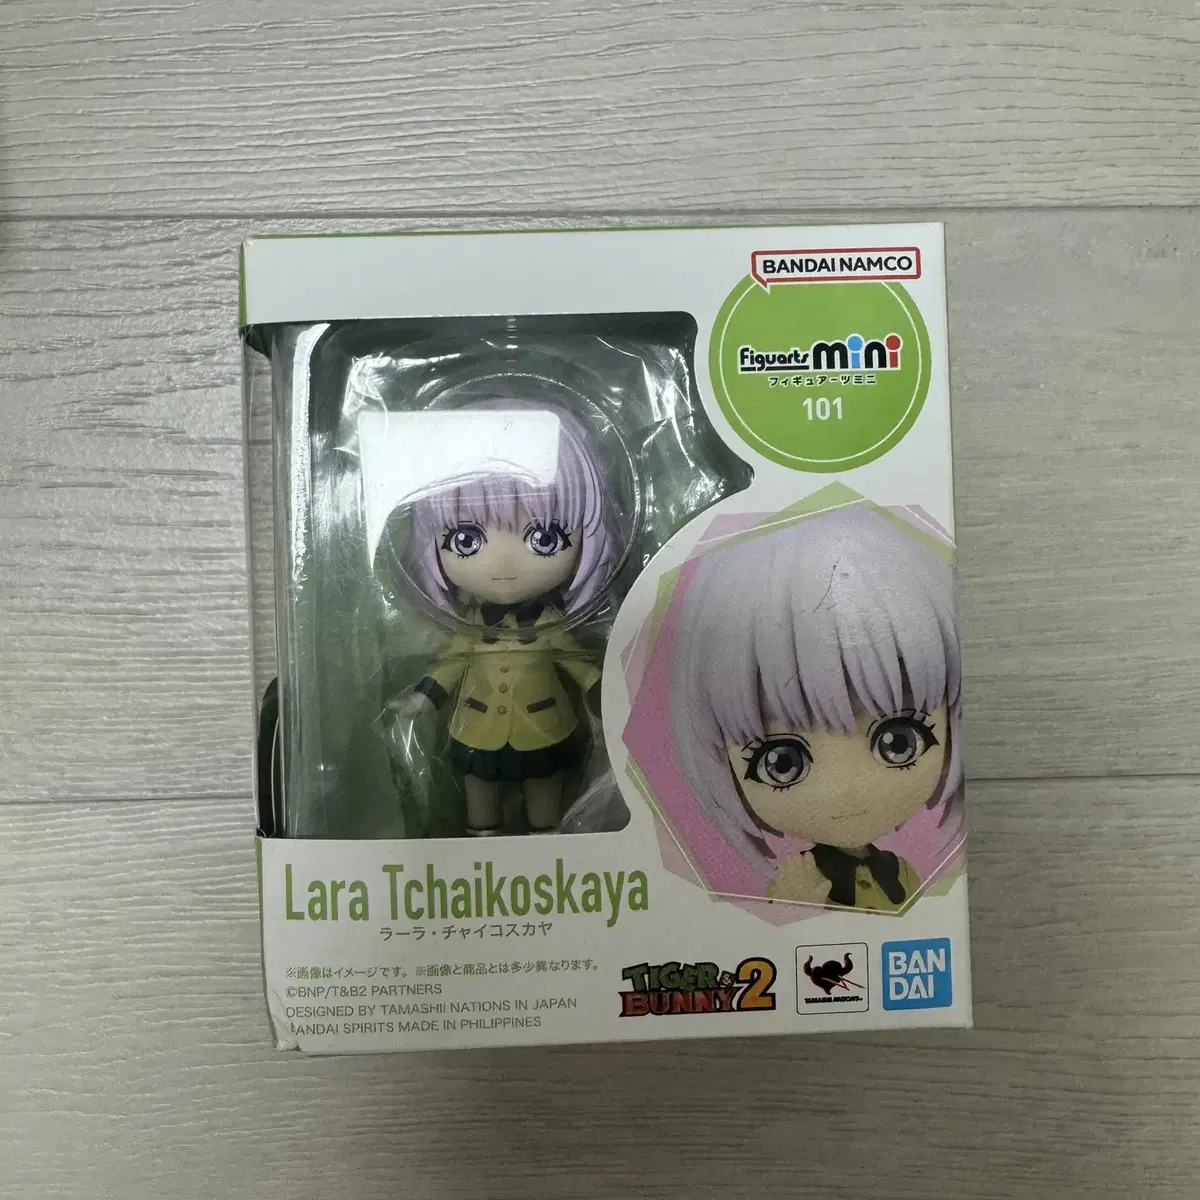 BANDAI NAMCO
Figuarts mini
フィギュアーツミニ
101
Lara Tchaikoskaya
ラーラ・チャイコスカヤ
※画像はイメージです。※画像と商品とは多少異なります。
©BNP/T&B2 PARTNERS
DESIGNED BY TAMASHII NATIONS IN JAPAN
BANDAI SPIRITS MADE IN PHILIPPINES
TIGER &
BUNNY 2
TAMASHII NATIONS
BAN
DAI